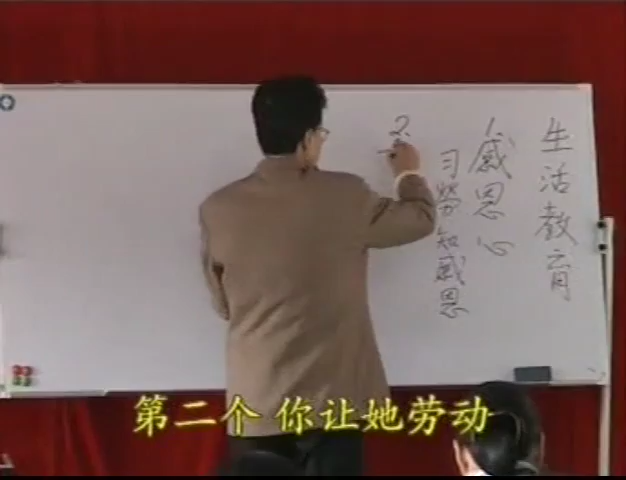 生活教育
1.感恩心
习勞知感恩
2.
第二个 你让她劳动